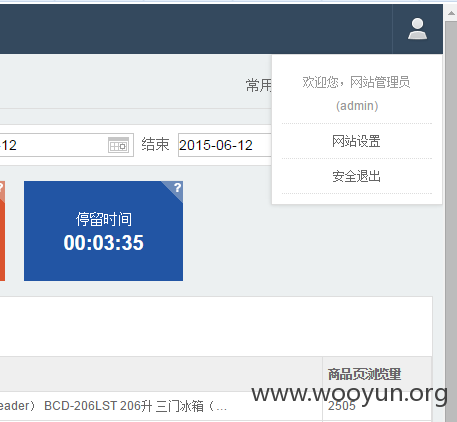 欢迎您，网站管理员
(admin)
常用
网站设置
-12
结束
2015-06-12
安全退出
?
?
停留时间
00:03:35
商品页浏览量
eader） BCD-206LST 206升 三门冰箱（...
2505
www.wooyun.org